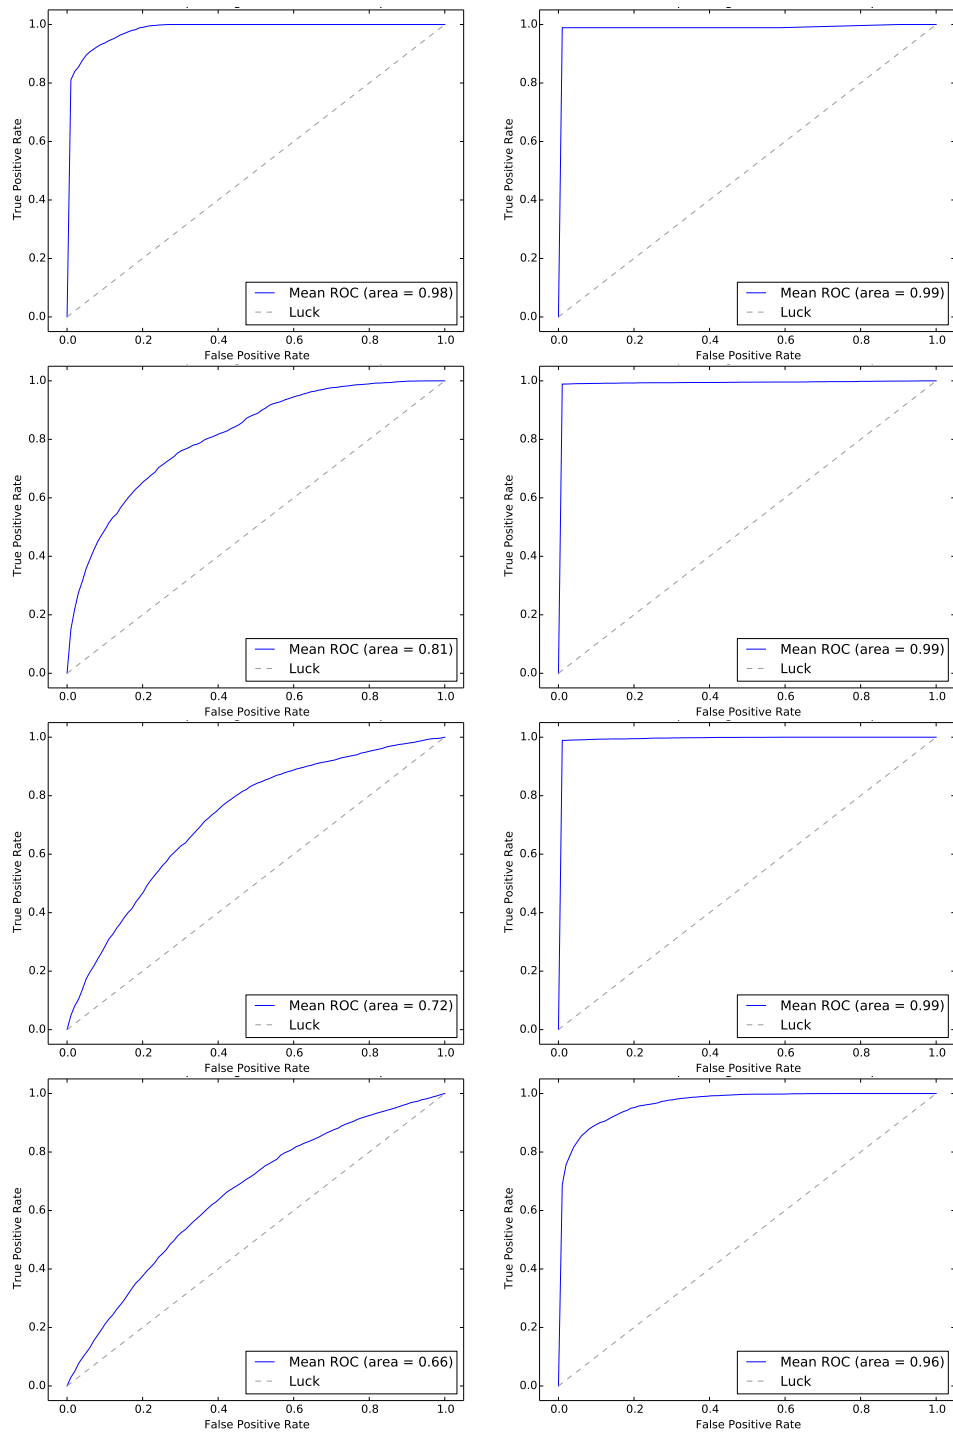 1.0
0.8
0.6
0.4
0.2
0.0
True Positive Rate
Mean ROC (area = 0.98)
Luck
0.0 0.2 0.4 0.6 0.8 1.0
False Positive Rate
1.0
0.8
0.6
0.4
0.2
0.0
True Positive Rate
Mean ROC (area = 0.99)
Luck
0.0 0.2 0.4 0.6 0.8 1.0
False Positive Rate
1.0
0.8
0.6
0.4
0.2
0.0
True Positive Rate
Mean ROC (area = 0.81)
Luck
0.0 0.2 0.4 0.6 0.8 1.0
False Positive Rate
1.0
0.8
0.6
0.4
0.2
0.0
True Positive Rate
Mean ROC (area = 0.99)
Luck
0.0 0.2 0.4 0.6 0.8 1.0
False Positive Rate
1.0
0.8
0.6
0.4
0.2
0.0
True Positive Rate
Mean ROC (area = 0.72)
Luck
0.0 0.2 0.4 0.6 0.8 1.0
False Positive Rate
1.0
0.8
0.6
0.4
0.2
0.0
True Positive Rate
Mean ROC (area = 0.99)
Luck
0.0 0.2 0.4 0.6 0.8 1.0
False Positive Rate
1.0
0.8
0.6
0.4
0.2
0.0
True Positive Rate
Mean ROC (area = 0.66)
Luck
0.0 0.2 0.4 0.6 0.8 1.0
False Positive Rate
1.0
0.8
0.6
0.4
0.2
0.0
True Positive Rate
Mean ROC (area = 0.96)
Luck
0.0 0.2 0.4 0.6 0.8 1.0
False Positive Rate